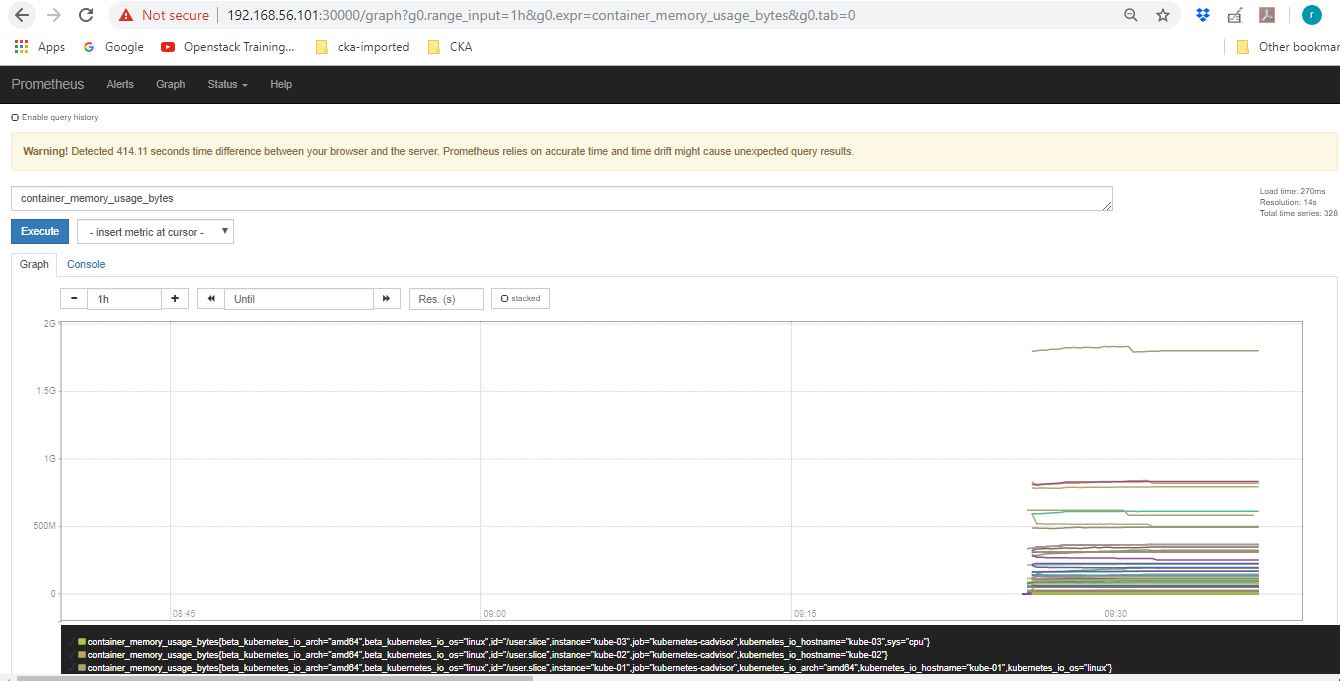 Not secure | 192.168.56.101:30000/graph?g0.range_input=1h&g0.expr=container_memory_usage_bytes&g0.tab=0 r
Apps Google Openstack Training... cka-imported CKA Other bookmar
Prometheus Alerts Graph Status Help
Enable query history
Warning! Detected 414.11 seconds time difference between your browser and the server. Prometheus relies on accurate time and time drift might cause unexpected query results.
container_memory_usage_bytes
Load time: 270ms
Resolution: 14s
Total time series: 328
Execute - insert metric at cursor -
Graph Console
- 1h + Until Res. (s) stacked
2G
1.5G
1G
500M
0
08:45 09:00 09:15 09:30
container_memory_usage_bytes{beta_kubernetes_io_arch="amd64",beta_kubernetes_io_os="linux",id="/user.slice",instance="kube-03",job="kubernetes-cadvisor",kubernetes_io_hostname="kube-03",sys="cpu"}
container_memory_usage_bytes{beta_kubernetes_io_arch="amd64",beta_kubernetes_io_os="linux",id="/user.slice",instance="kube-02",job="kubernetes-cadvisor",kubernetes_io_hostname="kube-02"}
container_memory_usage_bytes{beta_kubernetes_io_arch="amd64",beta_kubernetes_io_os="linux",id="/user.slice",instance="kube-01",job="kubernetes-cadvisor",kubernetes_io_arch="amd64",kubernetes_io_hostname="kube-01",kubernetes_io_os="linux"}